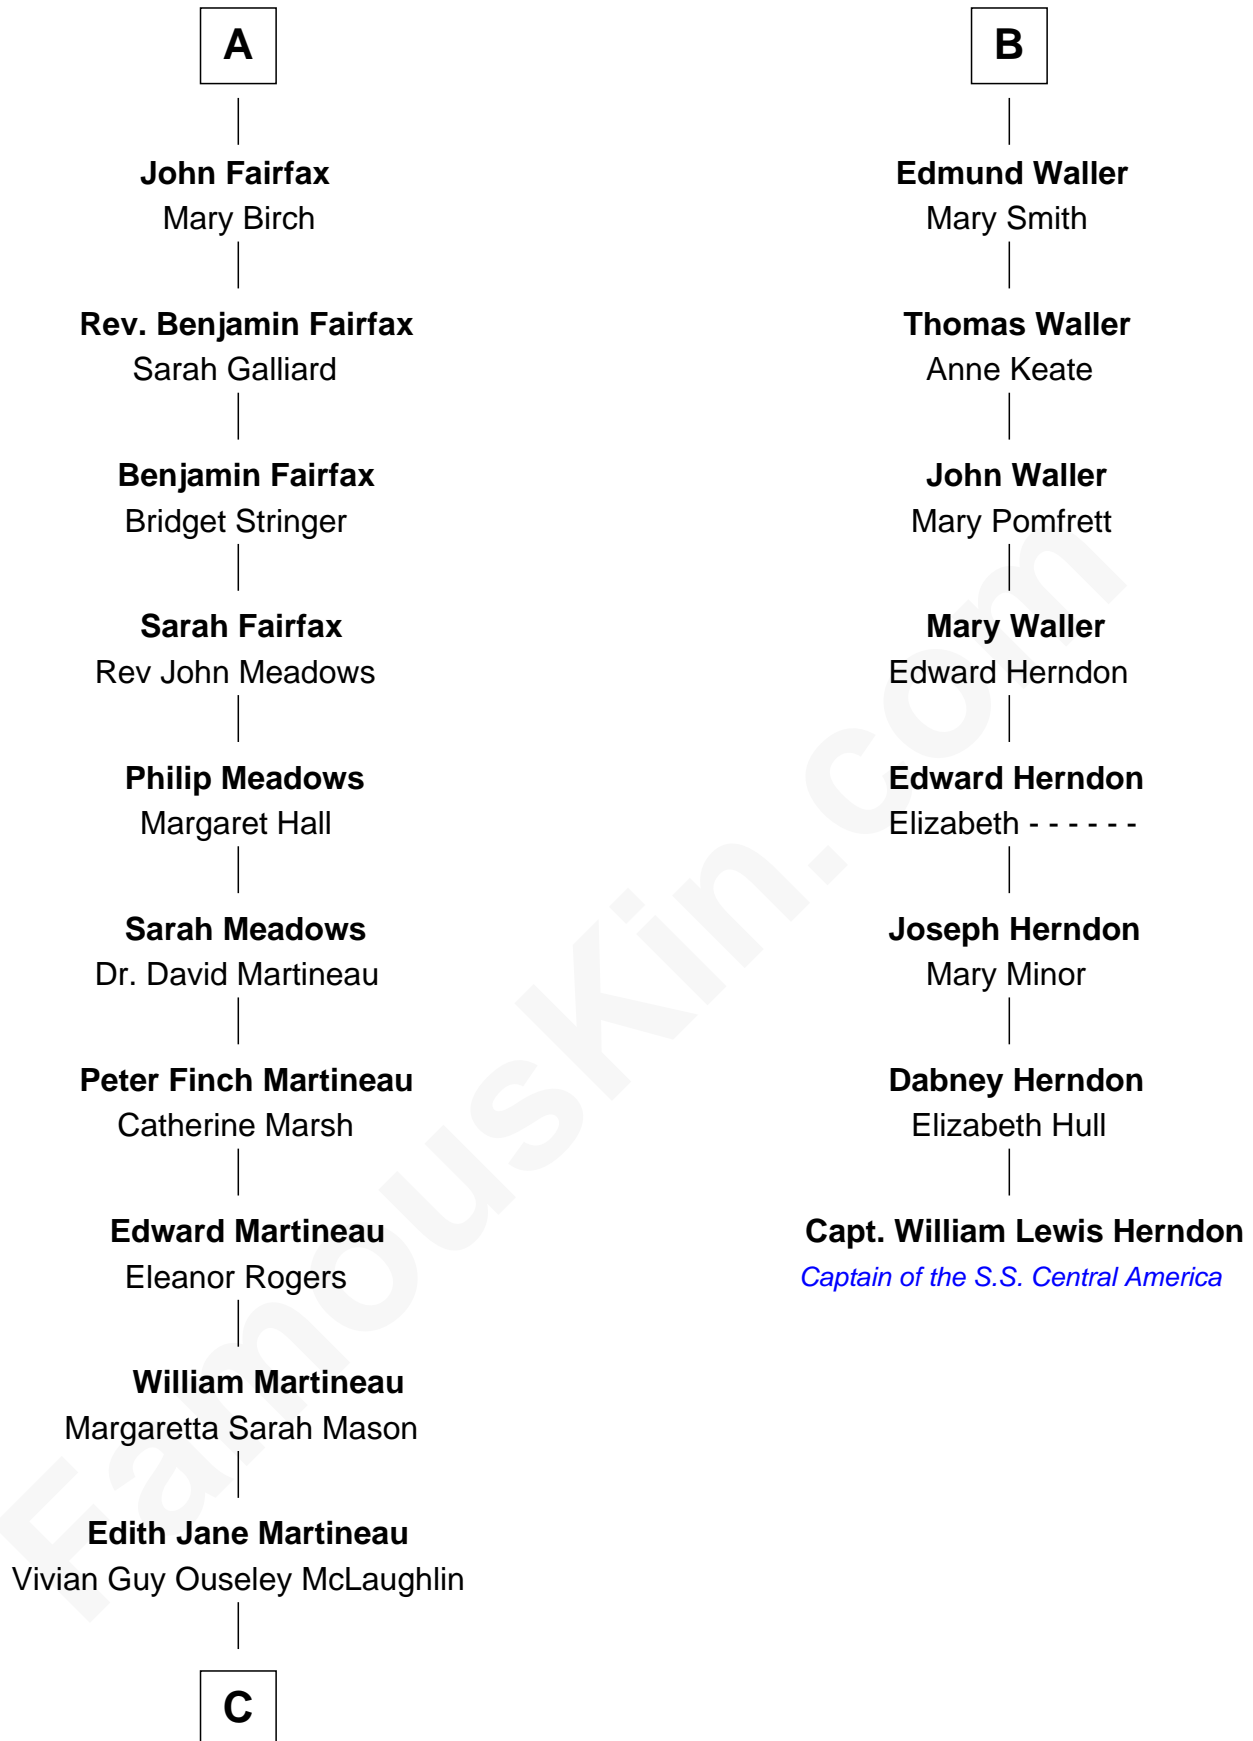 A
John Fairfax
Mary Birch
Rev. Benjamin Fairfax
Sarah Galliard
Benjamin Fairfax
Bridget Stringer
Sarah Fairfax
Rev John Meadows
Philip Meadows
Margaret Hall
Sarah Meadows
Dr. David Martineau
Peter Finch Martineau
Catherine Marsh
Edward Martineau
Eleanor Rogers
William Martineau
Margaretta Sarah Mason
Edith Jane Martineau
Vivian Guy Ouseley McLaughlin
C
B
Edmund Waller
Mary Smith
Thomas Waller
Anne Keate
John Waller
Mary Pomfrett
Mary Waller
Edward Herndon
Edward Herndon
Elizabeth - - - - - -
Joseph Herndon
Mary Minor
Dabney Herndon
Elizabeth Hull
Capt. William Lewis Herndon
Captain of the S.S. Central America
FamousKin.com